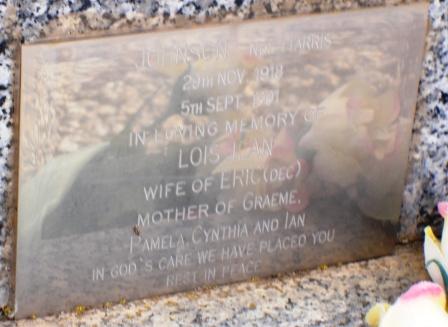 JOHNSON NEE HARRIS
29TH NOV 1918
5TH SEPT 1991
IN LOVING MEMORY OF
LOIS JEAN
WIFE OF ERIC (DEC)
MOTHER OF GRAEME,
PAMELA, CYNTHIA AND IAN
IN GOD'S CARE WE HAVE PLACED YOU
REST IN PEACE